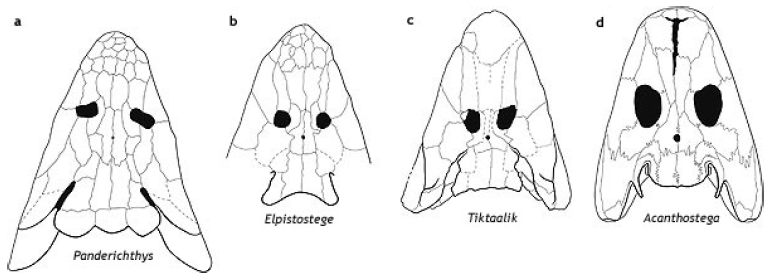 a b c d
Panderichthys
Elpistostege
Tiktaalik
Acanthostega